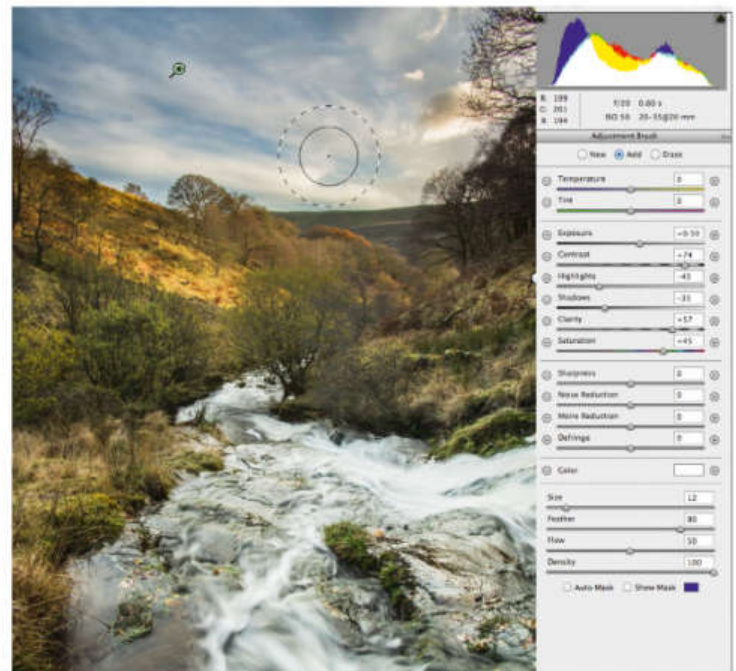 R: 199
G: 201
B: 194
f/20 0.60 s
ISO 50 20-35@20 mm
Adjustment Brush
New Add Erase
Temperature 0
Tint 0
Exposure +0.50
Contrast +74
Highlights -43
Shadows -35
Clarity +57
Saturation +45
Sharpness 0
Noise Reduction 0
Moire Reduction 0
Defringe 0
Color
Size 12
Feather 80
Flow 50
Density 100
Auto Mask Show Mask